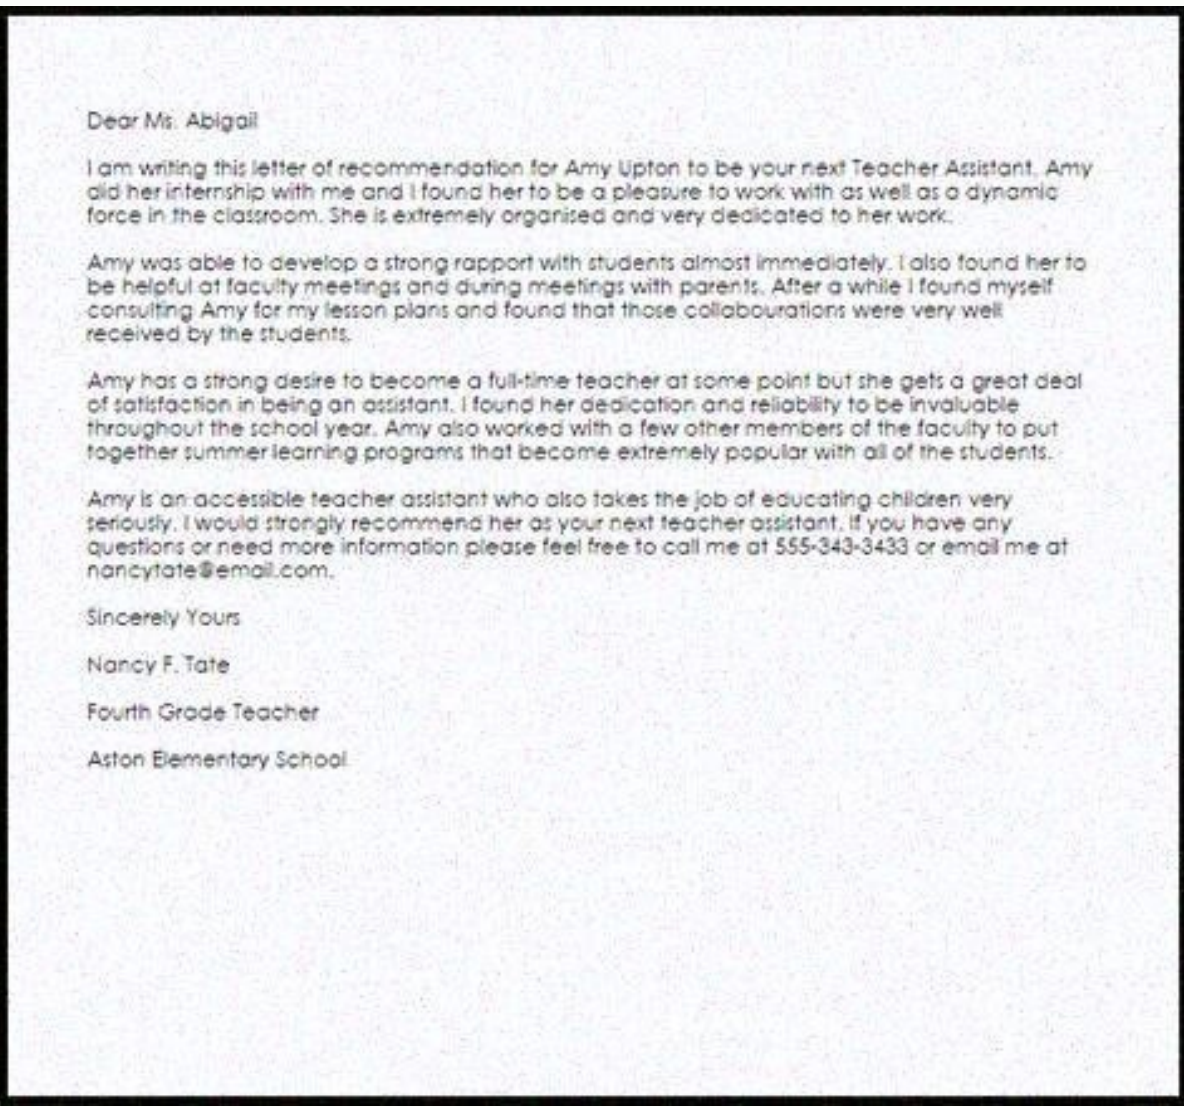 Dear Ms. Abigail
I am writing this letter of recommendation for Amy Upton to be your next Teacher Assistant. Amy
did her internship with me and I found her to be a pleasure to work with as well as a dynamic
force in the classroom. She is extremely organised and very dedicated to her work.
Amy was able to develop a strong rapport with students almost immediately. I also found her to
be helpful at faculty meetings and during meetings with parents. After a while I found myself
consulting Amy for my lesson plans and found that those collabourations were very well
received by the students.
Amy has a strong desire to become a full-time teacher at some point but she gets a great deal
of satisfaction in being an assistant. I found her dedication and reliability to be invaluable
throughout the school year. Amy also worked with a few other members of the faculty to put
together summer learning programs that became extremely popular with all of the students.
Amy is an accessible teacher assistant who also takes the job of educating children very
seriously. I would strongly recommend her as your next teacher assistant. If you have any
questions or need more information please feel free to call me at 555-343-3433 or email me at
nancytate@email.com.
Sincerely Yours
Nancy F. Tate
Fourth Grade Teacher
Aston Elementary School